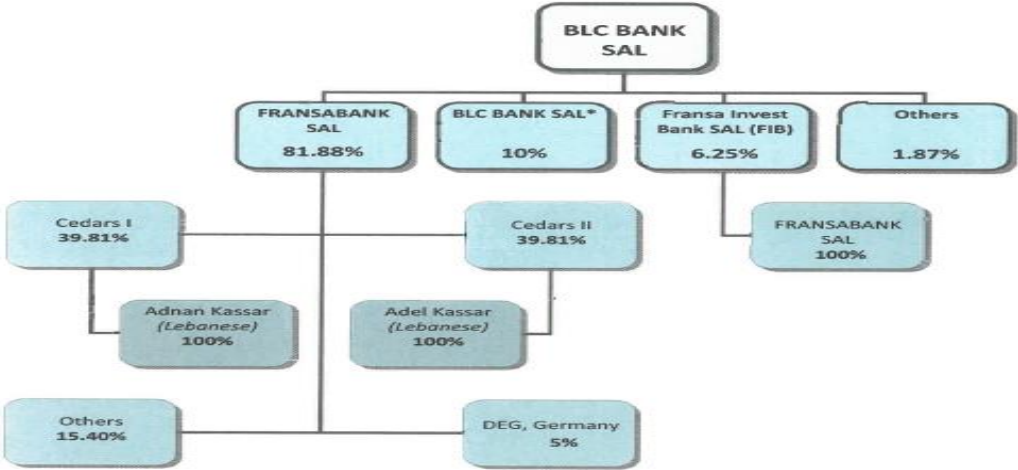 BLC BANK
SAL
FRANSABANK
SAL
81.88%
BLC BANK SAL*
10%
Fransa Invest
Bank SAL (FIB)
6.25%
Others
1.87%
Cedars I
39.81%
Cedars II
39.81%
FRANSABANK
SAL
100%
Adnan Kassar
(Lebanese)
100%
Adel Kassar
(Lebanese)
100%
Others
15.40%
DEG, Germany
5%